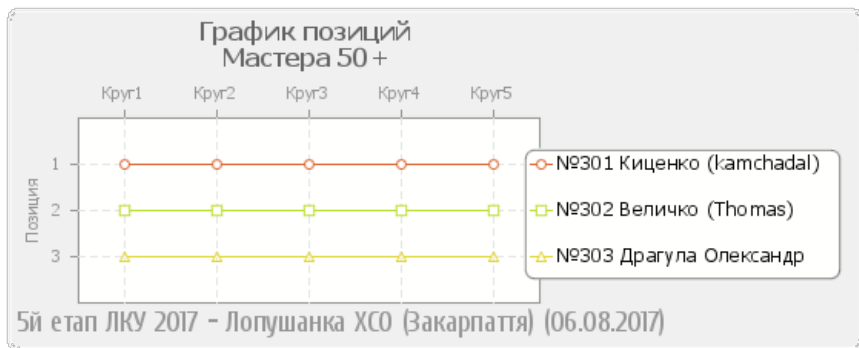 График позиций
Мастера 50+
Круг1 Круг2 Круг3 Круг4 Круг5
Позиция
1
2
3
№301 Киценко (kamchadal)
№302 Величко (Thomas)
№303 Драгула Олександр
5й етап ЛКУ 2017 - Лопушанка ХСО (Закарпаття) (06.08.2017)